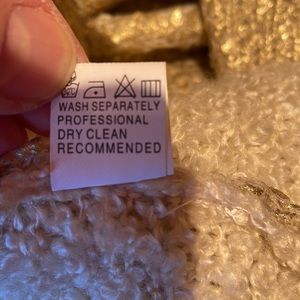 WASH SEPARATELY
PROFESSIONAL
DRY CLEAN
RECOMMENDED